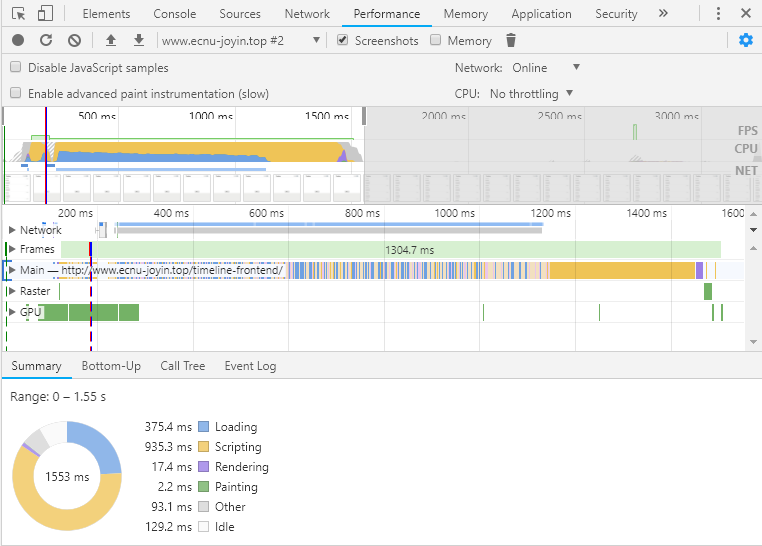 Elements Console Sources Network Performance Memory Application Security »
www.ecnu-joyin.top #2 Screenshots Memory
Disable JavaScript samples Network: Online
Enable advanced paint instrumentation (slow) CPU: No throttling
500 ms 1000 ms 1500 ms 2000 ms 2500 ms 3000 ms
FPS
CPU
NET
200 ms 400 ms 600 ms 800 ms 1000 ms 1200 ms 1400 ms 1600
Network
Frames 1304.7 ms
Main — http://www.ecnu-joyin.top/timeline-frontend/
Raster
GPU
Summary Bottom-Up Call Tree Event Log
Range: 0 – 1.55 s
1553 ms
375.4 ms Loading
935.3 ms Scripting
17.4 ms Rendering
2.2 ms Painting
93.1 ms Other
129.2 ms Idle